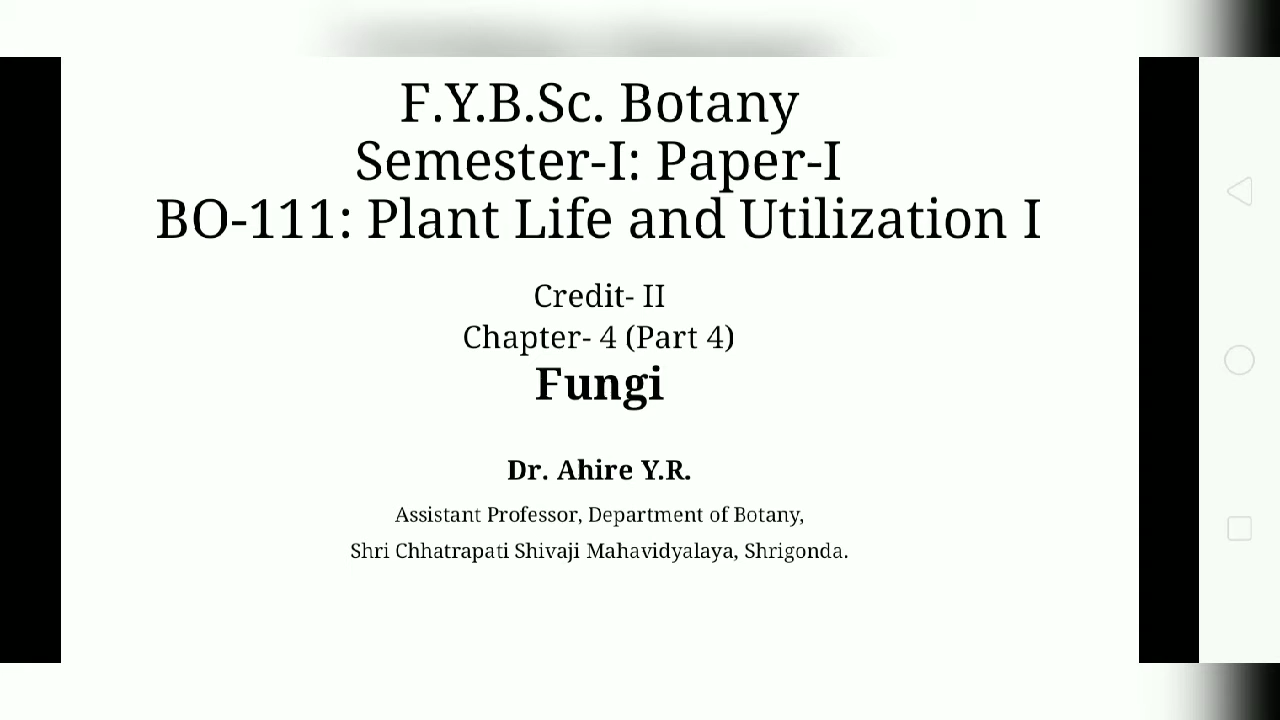 F.Y.B.Sc. Botany
Semester-I: Paper-I
BO-111: Plant Life and Utilization I
Credit- II
Chapter- 4 (Part 4)
Fungi
Dr. Ahire Y.R.
Assistant Professor, Department of Botany,
Shri Chhatrapati Shivaji Mahavidyalaya, Shrigonda.